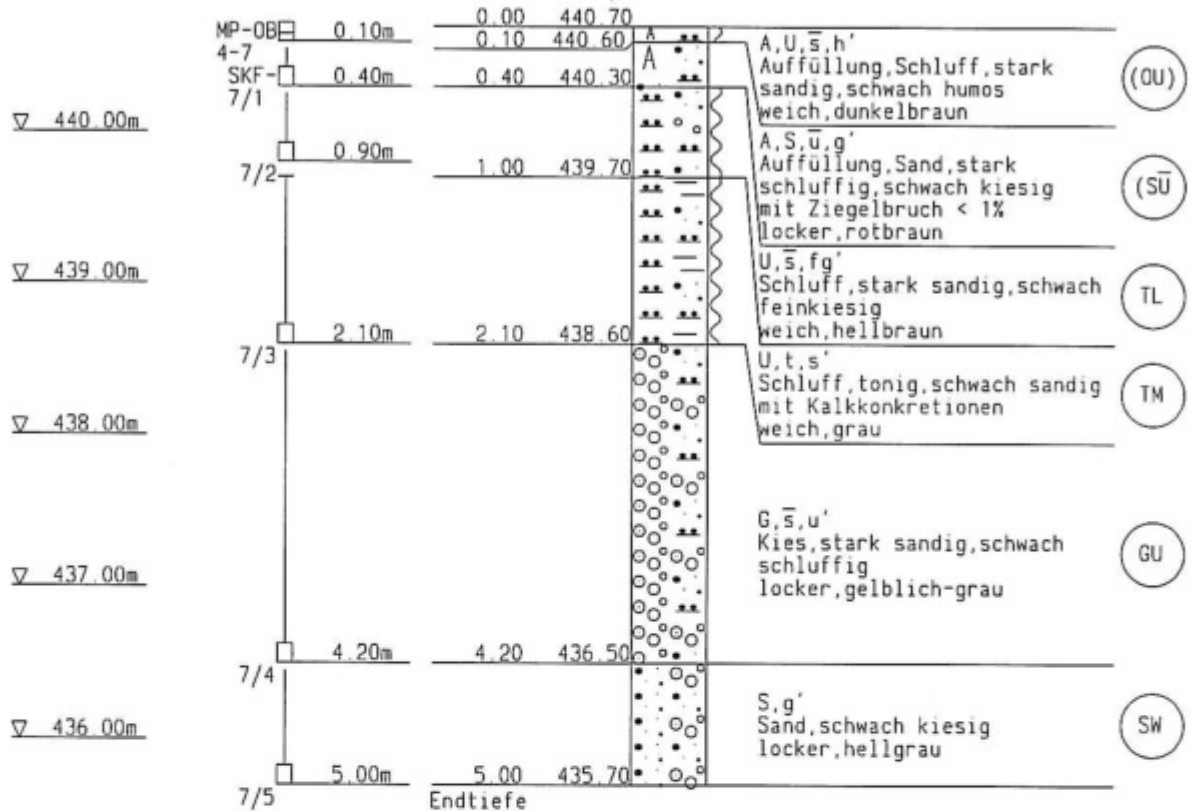 0.00 440.70
MP-OB 0.10m 0.10 440.60 A
4-7
A
SKF- 0.40m 0.40 440.30
7/1
A,U,s̅,h'
Auffüllung,Schluff,stark
sandig,schwach humos
weich,dunkelbraun
(OU)
440.00m
0.90m
7/2
1.00 439.70
A,S,u̅,g'
Auffüllung,Sand,stark
schluffig,schwach kiesig
mit Ziegelbruch < 1%
locker,rotbraun
(SU̅
439.00m
U,s̅,fg'
Schluff,stark sandig,schwach
feinkiesig
weich,hellbraun
TL
2.10m 2.10 438.60
7/3
U,t,s'
Schluff,tonig,schwach sandig
mit Kalkkonkretionen
weich,grau
TM
438.00m
G,s̅,u'
Kies,stark sandig,schwach
schluffig
locker,gelblich-grau
GU
437.00m
4.20m 4.20 436.50
7/4
S,g'
Sand,schwach kiesig
locker,hellgrau
SW
436.00m
5.00m 5.00 435.70
7/5
Endtiefe